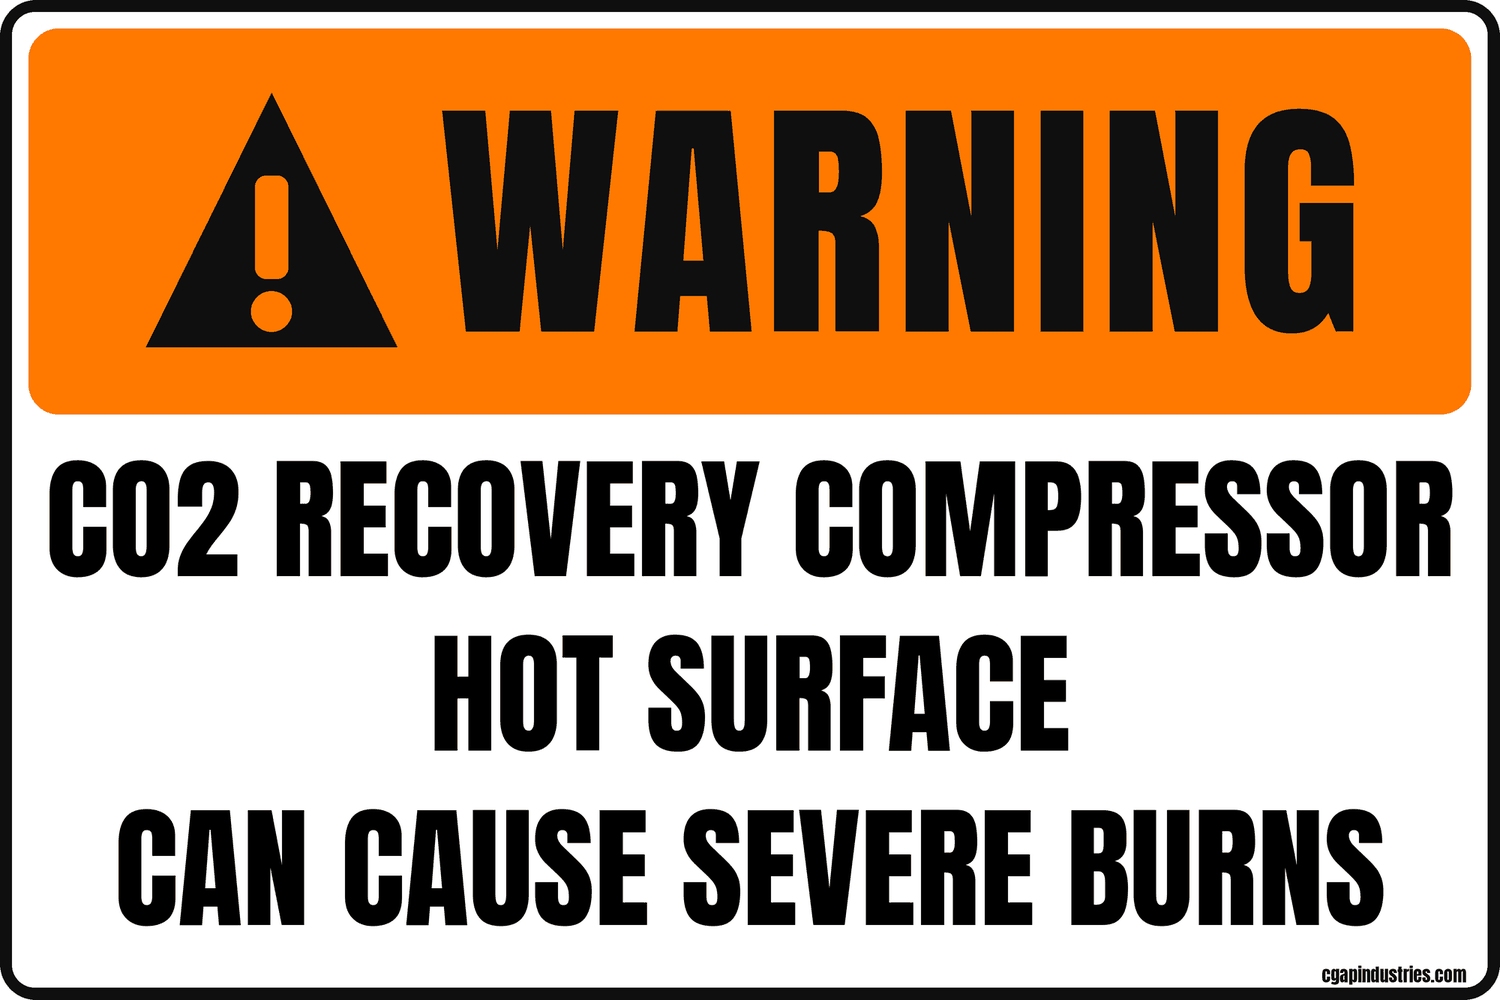 WARNING
CO2 RECOVERY COMPRESSOR
HOT SURFACE
CAN CAUSE SEVERE BURNS
cgapindustries.com